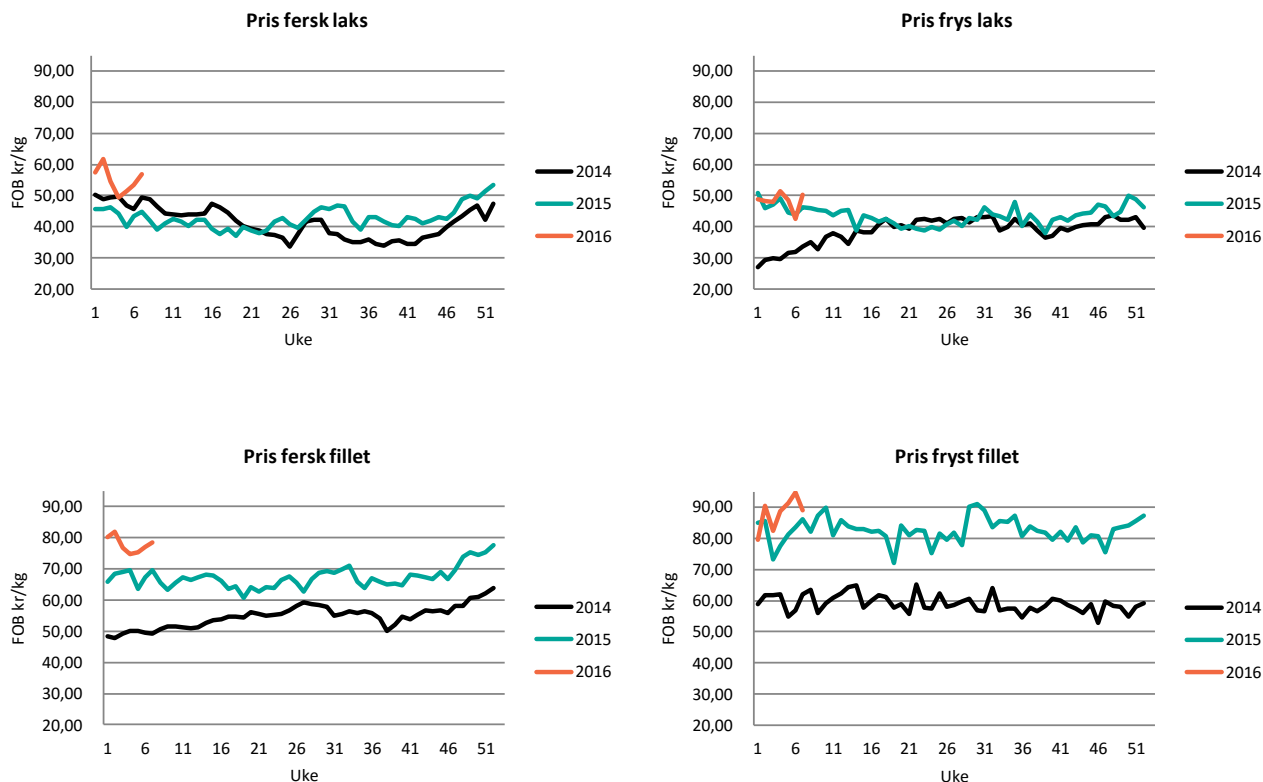 Pris fersk laks
90,00
80,00
70,00
60,00
50,00
40,00
30,00
20,00
FOB kr/kg
1 6 11 16 21 26 31 36 41 46 51
Uke
2014
2015
2016
Pris frys laks
90,00
80,00
70,00
60,00
50,00
40,00
30,00
20,00
FOB kr/kg
1 6 11 16 21 26 31 36 41 46 51
Uke
2014
2015
2016
Pris fersk fillet
90,00
80,00
70,00
60,00
50,00
40,00
30,00
20,00
FOB kr/kg
1 6 11 16 21 26 31 36 41 46 51
Uke
2014
2015
2016
Pris fryst fillet
90,00
80,00
70,00
60,00
50,00
40,00
30,00
20,00
FOB kr/kg
1 6 11 16 21 26 31 36 41 46 51
Uke
2014
2015
2016